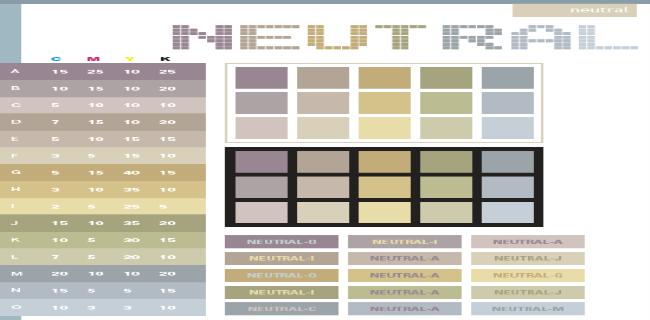 neutral
NEUTRAL
C M Y K
A 15 25 10 25
B 10 15 10 20
C 5 10 10 10
D 7 15 10 20
E 5 10 15 10
F 3 5 15 10
G 5 15 40 15
H 3 10 35 10
I 2 5 25 5
J 15 10 35 20
K 10 5 30 15
L 7 5 20 10
M 20 10 10 20
N 15 5 5 15
O 10 3 3 10
NEUTRAL-O NEUTRAL-I NEUTRAL-A
NEUTRAL-I NEUTRAL-A NEUTRAL-J
NEUTRAL-O NEUTRAL-A NEUTRAL-G
NEUTRAL-I NEUTRAL-A NEUTRAL-J
NEUTRAL-C NEUTRAL-A NEUTRAL-M